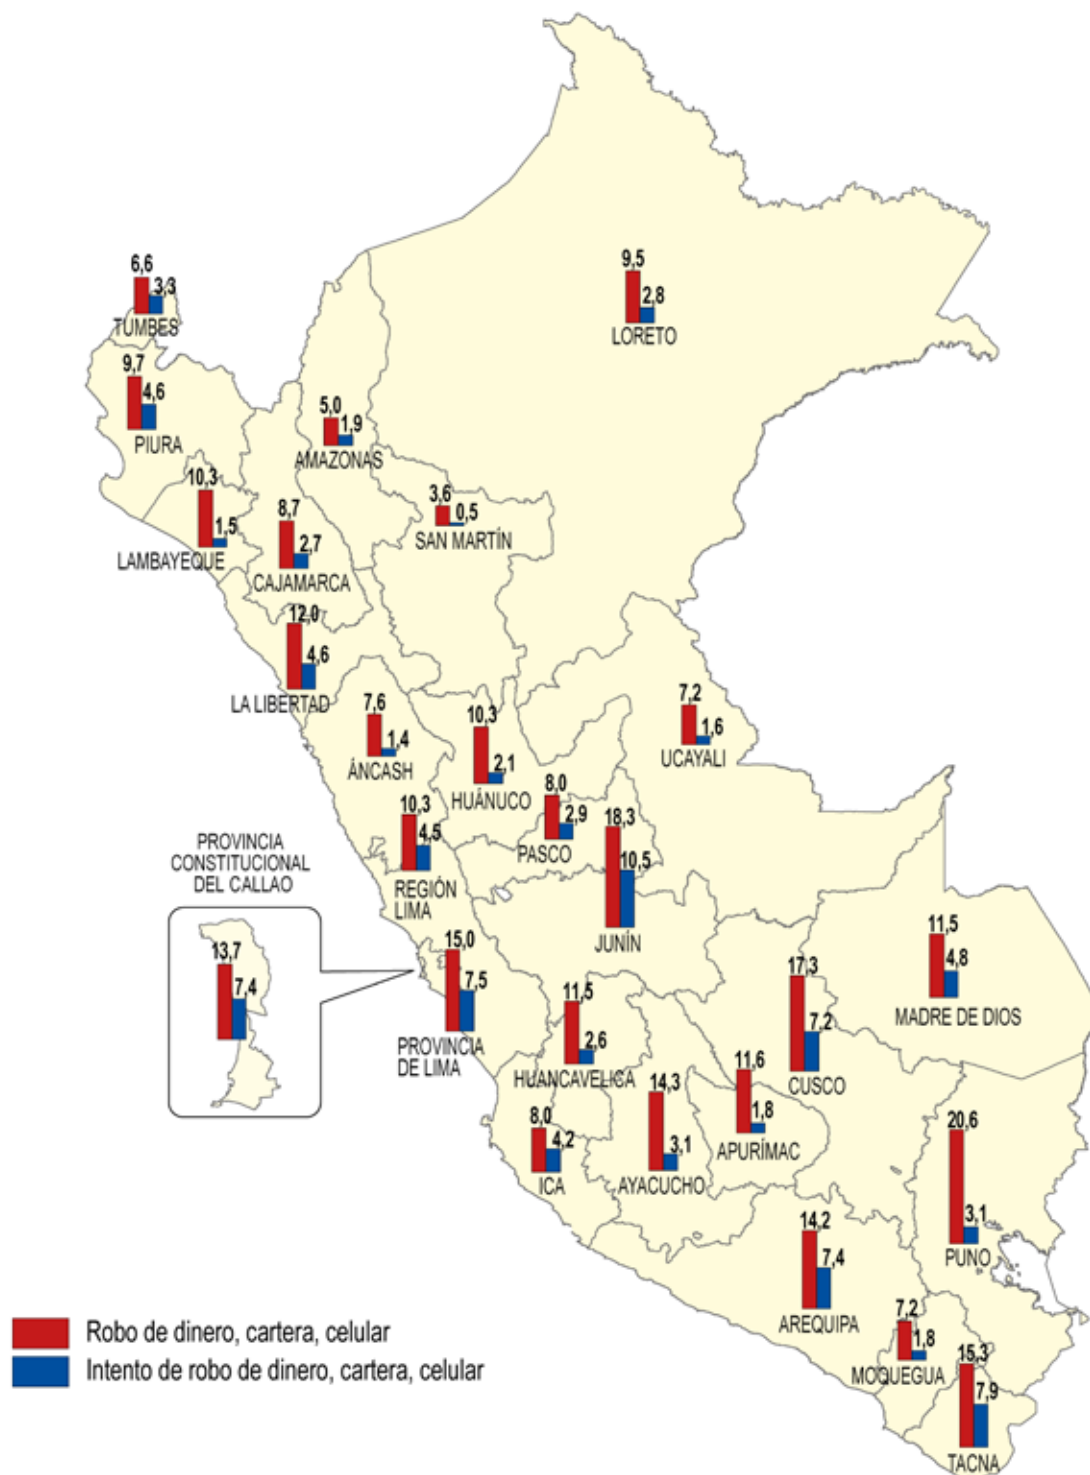 9,5
2,8
LORETO
6,6
3,3
TUMBES
9,7
4,6
PIURA
5,0
1,9
AMAZONAS
10,3
1,5
LAMBAYEQUE
8,7
2,7
CAJAMARCA
3,6
0,5
SAN MARTÍN
12,0
4,6
LA LIBERTAD
7,6
1,4
ÁNCASH
10,3
2,1
HUÁNUCO
7,2
1,6
UCAYALI
8,0
2,9
PASCO
10,3
4,5
REGIÓN
LIMA
18,3
10,5
JUNÍN
PROVINCIA
CONSTITUCIONAL
DEL CALLAO
13,7
7,4
15,0
7,5
PROVINCIA
DE LIMA
11,5
2,6
HUANCAVELICA
17,3
7,2
CUSCO
11,5
4,8
MADRE DE DIOS
8,0
4,2
ICA
14,3
3,1
AYACUCHO
11,6
1,8
APURÍMAC
20,6
3,1
PUNO
14,2
7,4
AREQUIPA
7,2
1,8
MOQUEGUA
15,3
7,9
TACNA
Robo de dinero, cartera, celular
Intento de robo de dinero, cartera, celular